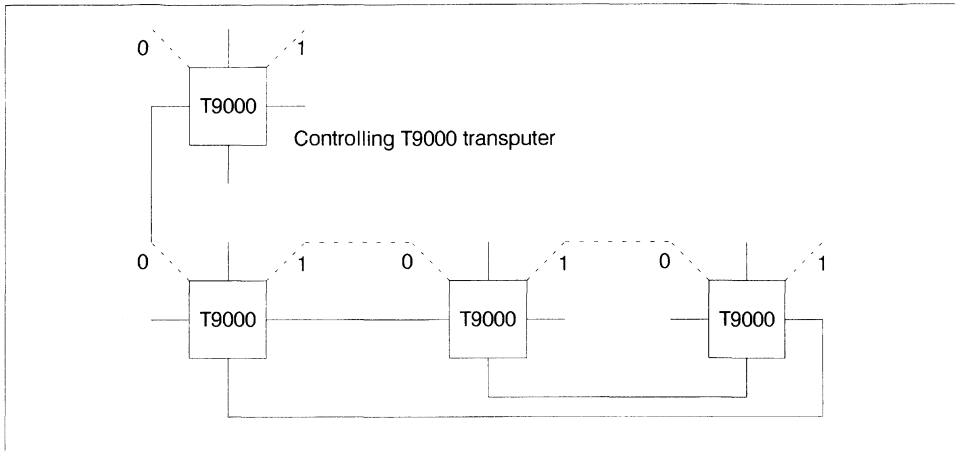 0 1
T9000
Controlling T9000 transputer
0 1 0 1 0 1
T9000 T9000 T9000